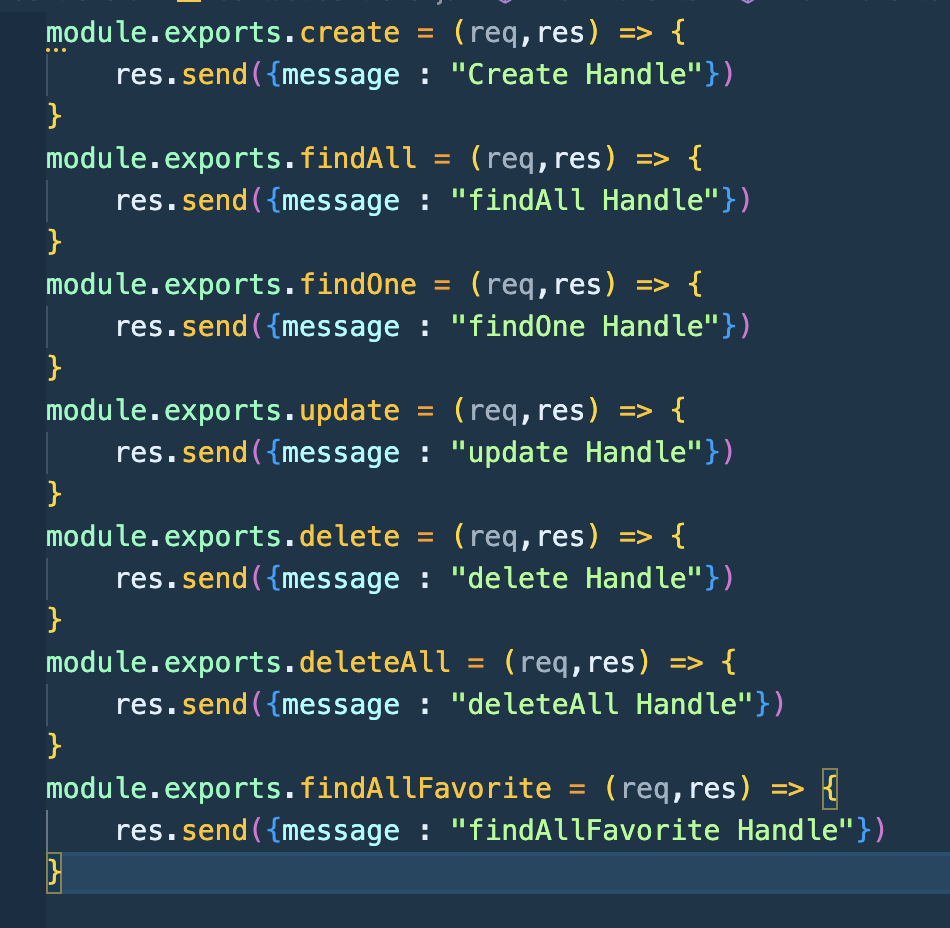 module.exports.create = (req,res) => {
    res.send({message : "Create Handle"})
}
module.exports.findAll = (req,res) => {
    res.send({message : "findAll Handle"})
}
module.exports.findOne = (req,res) => {
    res.send({message : "findOne Handle"})
}
module.exports.update = (req,res) => {
    res.send({message : "update Handle"})
}
module.exports.delete = (req,res) => {
    res.send({message : "delete Handle"})
}
module.exports.deleteAll = (req,res) => {
    res.send({message : "deleteAll Handle"})
}
module.exports.findAllFavorite = (req,res) => {
    res.send({message : "findAllFavorite Handle"})
}